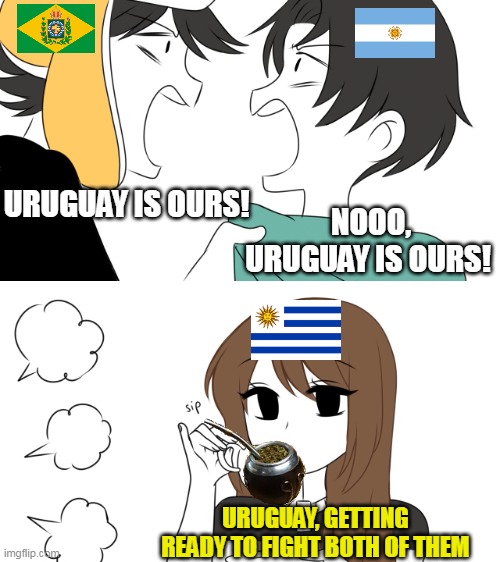 URUGUAY IS OURS!
NOOO,
URUGUAY IS OURS!
sip
URUGUAY, GETTING
READY TO FIGHT BOTH OF THEM
imgflip.com